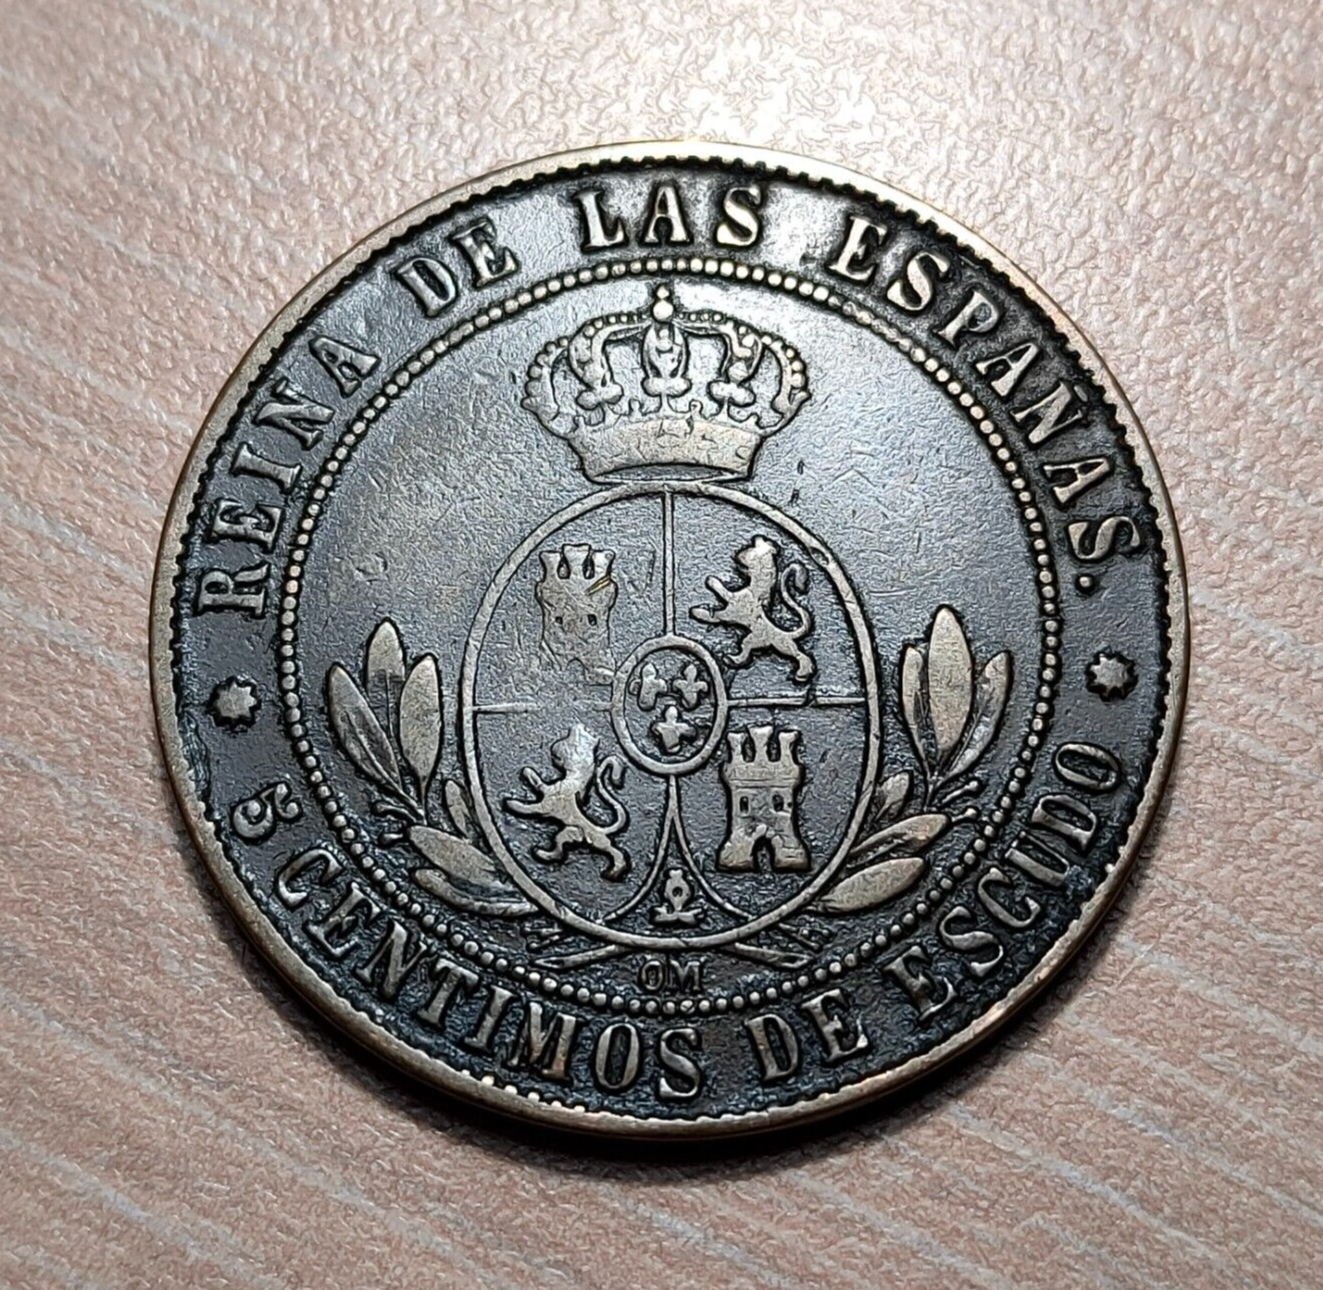 REINA DE LAS ESPAÑAS.
5 CENTIMOS DE ESCUDO
OM